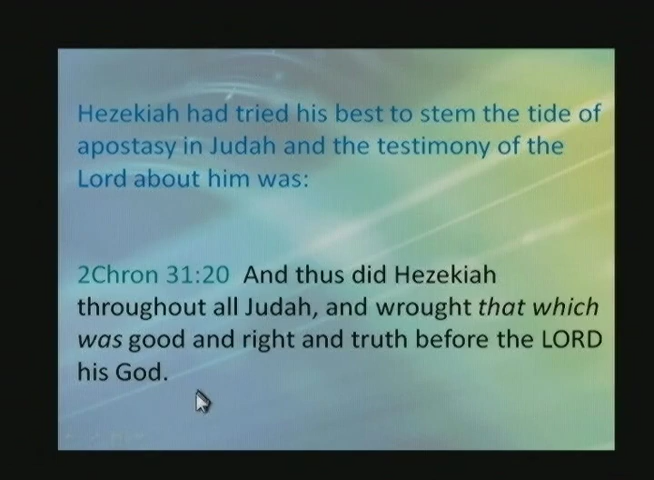 Hezekiah had tried his best to stem the tide of
apostasy in Judah and the testimony of the
Lord about him was:
2Chron 31:20 And thus did Hezekiah
throughout all Judah, and wrought that which
was good and right and truth before the LORD
his God.